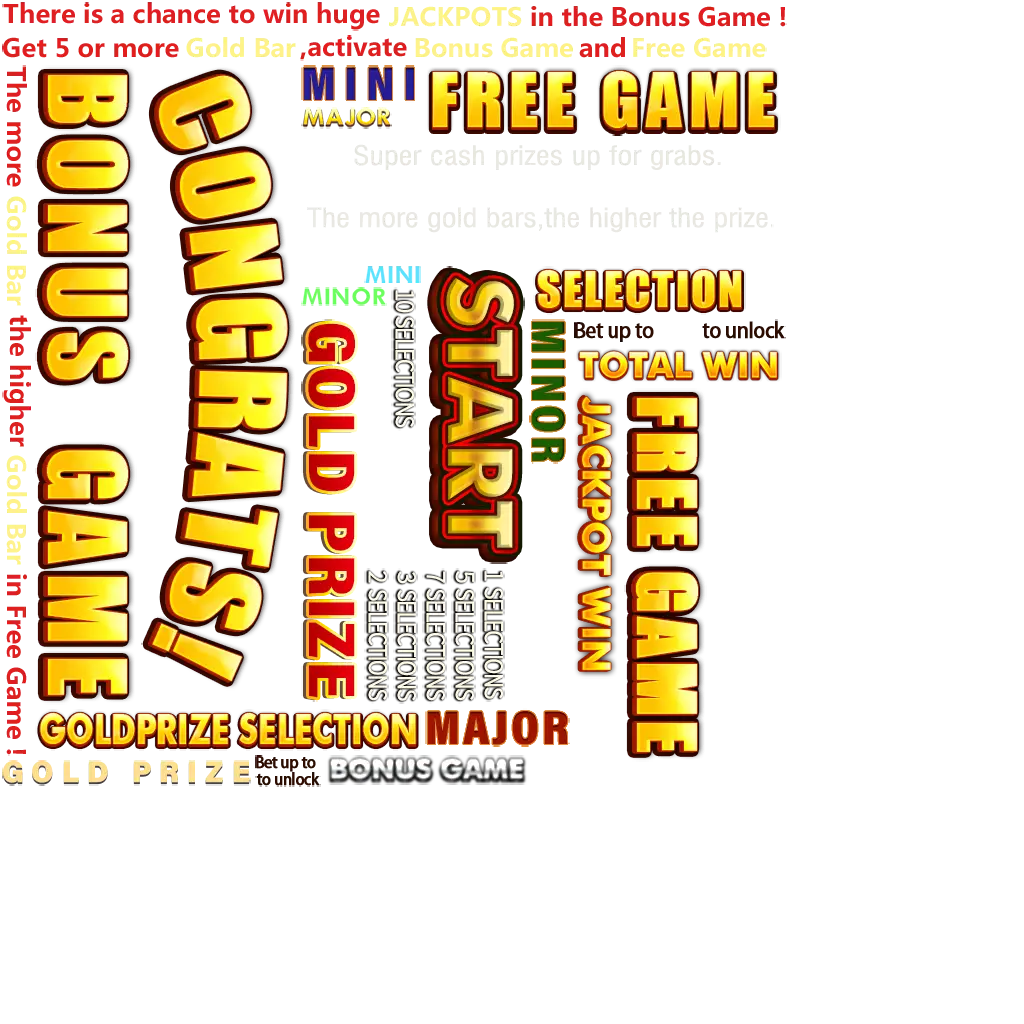 There is a chance to win huge JACKPOTS in the Bonus Game !
Get 5 or more Gold Bar,activate Bonus Game and Free Game
The more Gold Bar the higher Gold Bar in Free Game !
BONUS GAME
CONGRATS!
MINI
MAJOR
FREE GAME
Super cash prizes up for grabs.
The more gold bars,the higher the prize.
MINI
MINOR
10 SELECTIONS
GOLD PRIZE
START
SELECTION
MINOR
Bet up to to unlock
TOTAL WIN
JACKPOT WIN
FREE GAME
2 SELECTIONS
3 SELECTIONS
7 SELECTIONS
5 SELECTIONS
1 SELECTIONS
GOLDPRIZE SELECTION
MAJOR
GOLD PRIZE
Bet up to
to unlock
BONUS GAME